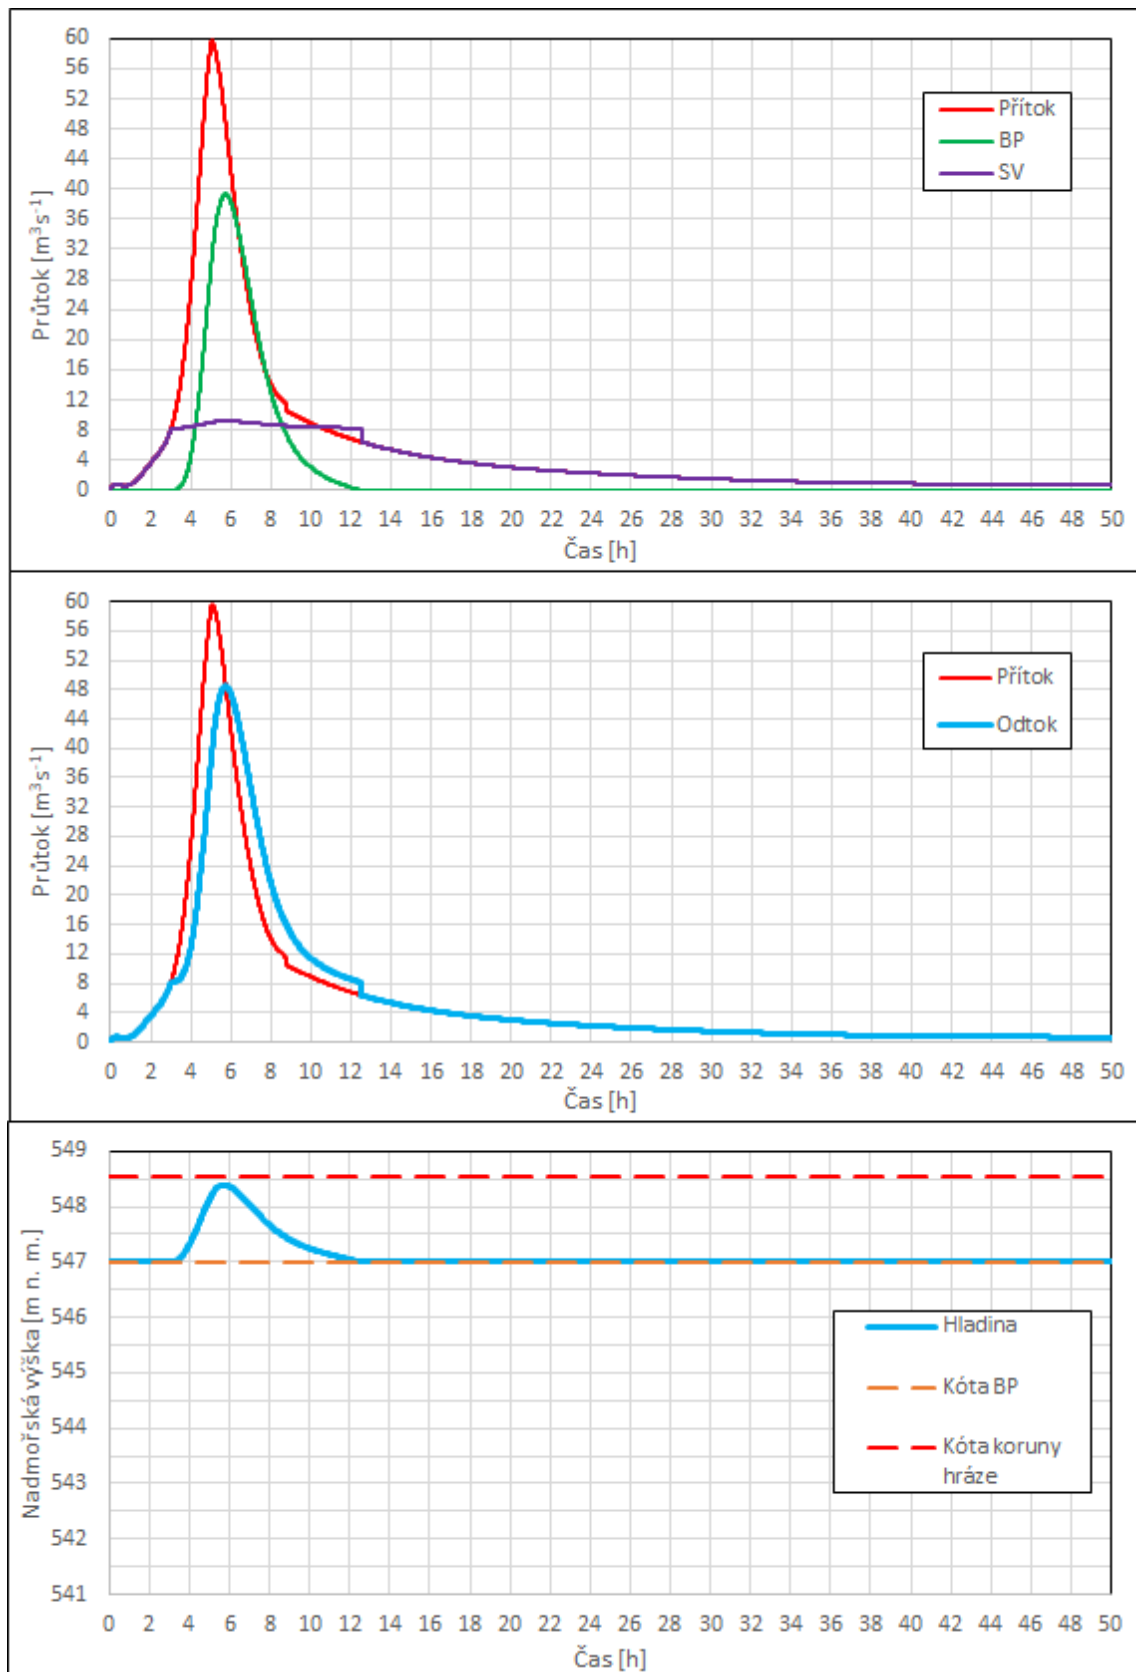 60
56
52
48
44
40
36
32
28
24
20
16
12
8
4
0
Průtok [m³s⁻¹]
Přítok
BP
SV
0 2 4 6 8 10 12 14 16 18 20 22 24 26 28 30 32 34 36 38 40 42 44 46 48 50
Čas [h]
60
56
52
48
44
40
36
32
28
24
20
16
12
8
4
0
Průtok [m³s⁻¹]
Přítok
Odtok
0 2 4 6 8 10 12 14 16 18 20 22 24 26 28 30 32 34 36 38 40 42 44 46 48 50
Čas [h]
549
548
547
546
545
544
543
542
541
Nadmořská výška [m n. m.]
Hladina
Kóta BP
Kóta koruny
hráze
0 2 4 6 8 10 12 14 16 18 20 22 24 26 28 30 32 34 36 38 40 42 44 46 48 50
Čas [h]